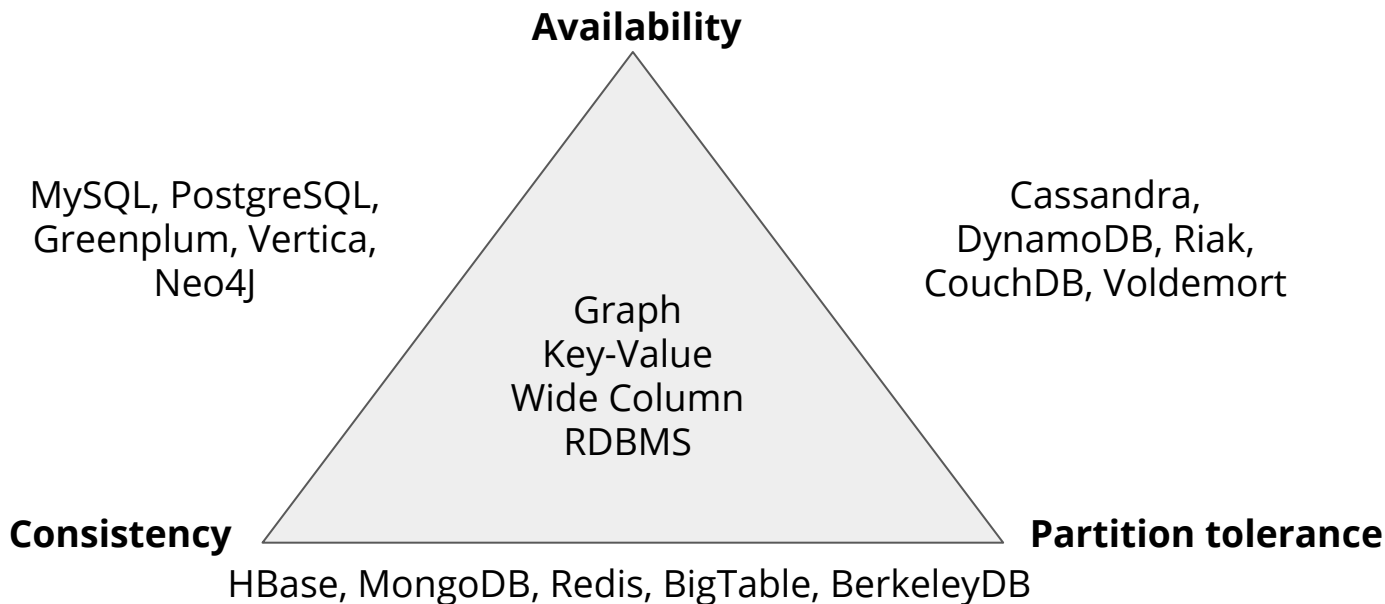 Availability
MySQL, PostgreSQL,
Greenplum, Vertica,
Neo4J
Cassandra,
DynamoDB, Riak,
CouchDB, Voldemort
Graph
Key-Value
Wide Column
RDBMS
Consistency
Partition tolerance
HBase, MongoDB, Redis, BigTable, BerkeleyDB